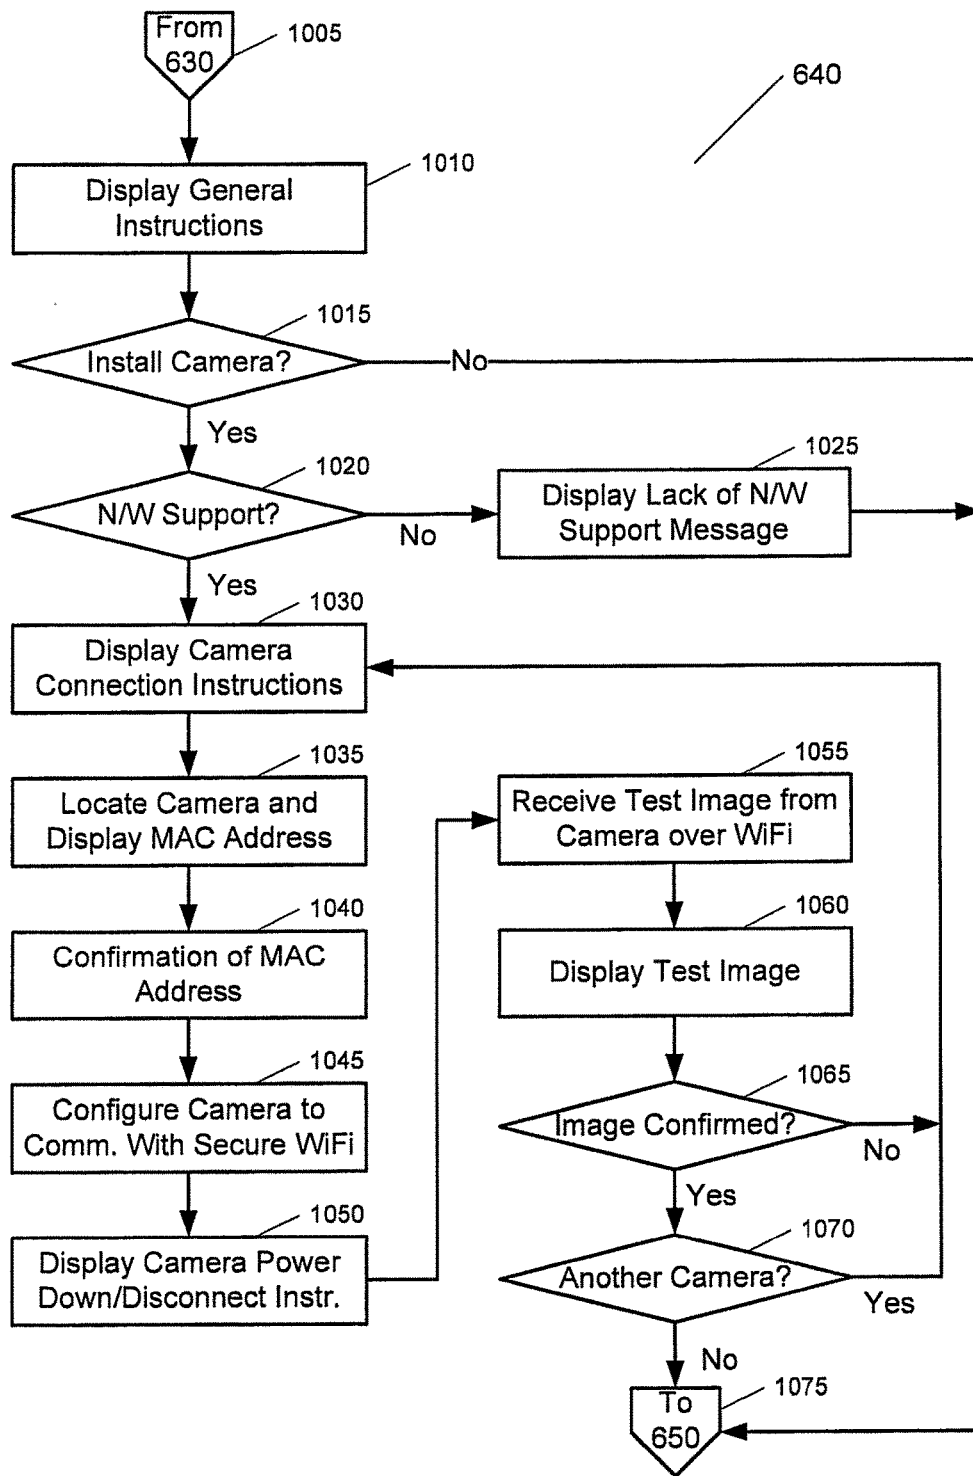 From
630
1005
640
Display General
Instructions
1010
Install Camera?
1015
No
Yes
N/W Support?
1020
No
Display Lack of N/W
Support Message
1025
Yes
Display Camera
Connection Instructions
1030
Locate Camera and
Display MAC Address
1035
Confirmation of MAC
Address
1040
Configure Camera to
Comm. With Secure WiFi
1045
Display Camera Power
Down/Disconnect Instr.
1050
Receive Test Image from
Camera over WiFi
1055
Display Test Image
1060
Image Confirmed?
1065
No
Yes
Another Camera?
1070
Yes
No
To
650
1075